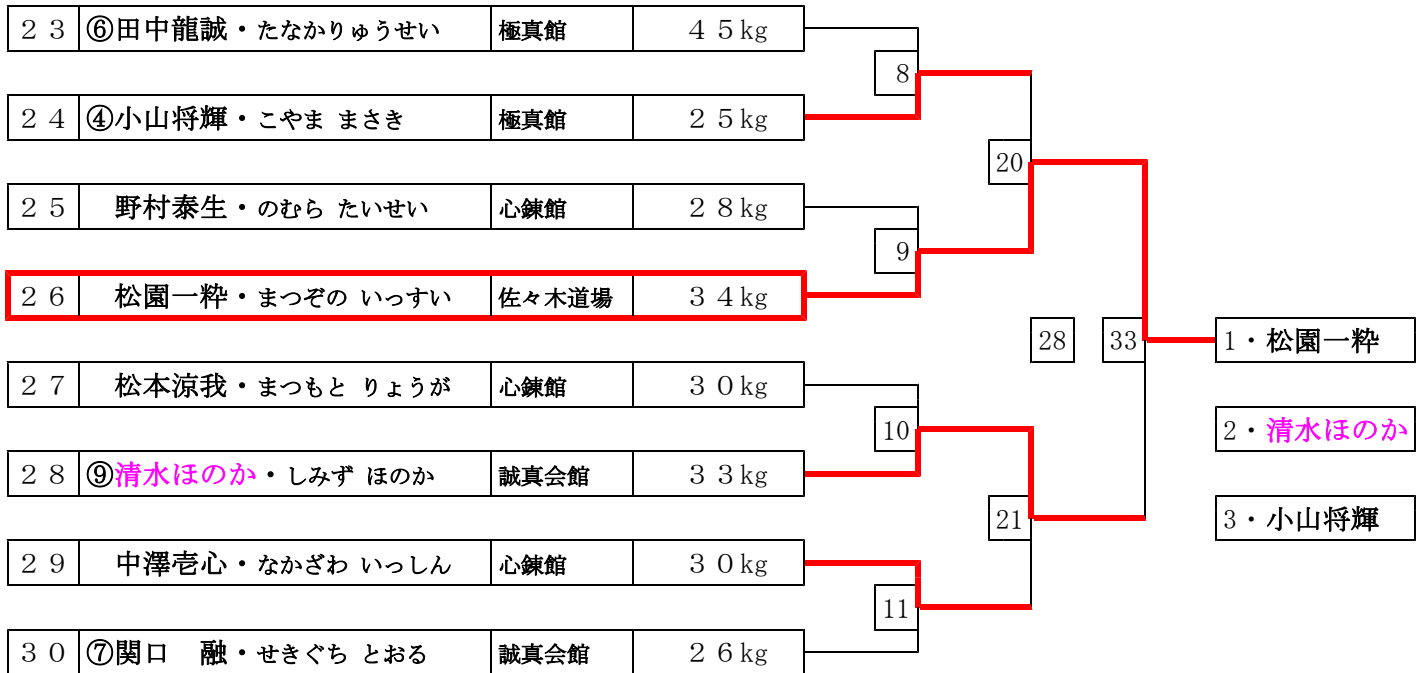 ２３ ⑥田中龍誠・たなかりゅうせい 極真館 ４５kg
8
２４ ④小山将輝・こやま まさき 極真館 ２５kg
20
２５ 野村泰生・のむら たいせい 心錬館 ２８kg
9
２６ 松園一粋・まつぞの いっすい 佐々木道場 ３４kg
28 33 1・松園一粋
２７ 松本涼我・まつもと りょうが 心錬館 ３０kg
10 2・清水ほのか
２８ ⑨清水ほのか・しみず ほのか 誠真会館 ３３kg
21 3・小山将輝
２９ 中澤壱心・なかざわ いっしん 心錬館 ３０kg
11
３０ ⑦関口　融・せきぐち とおる 誠真会館 ２６kg